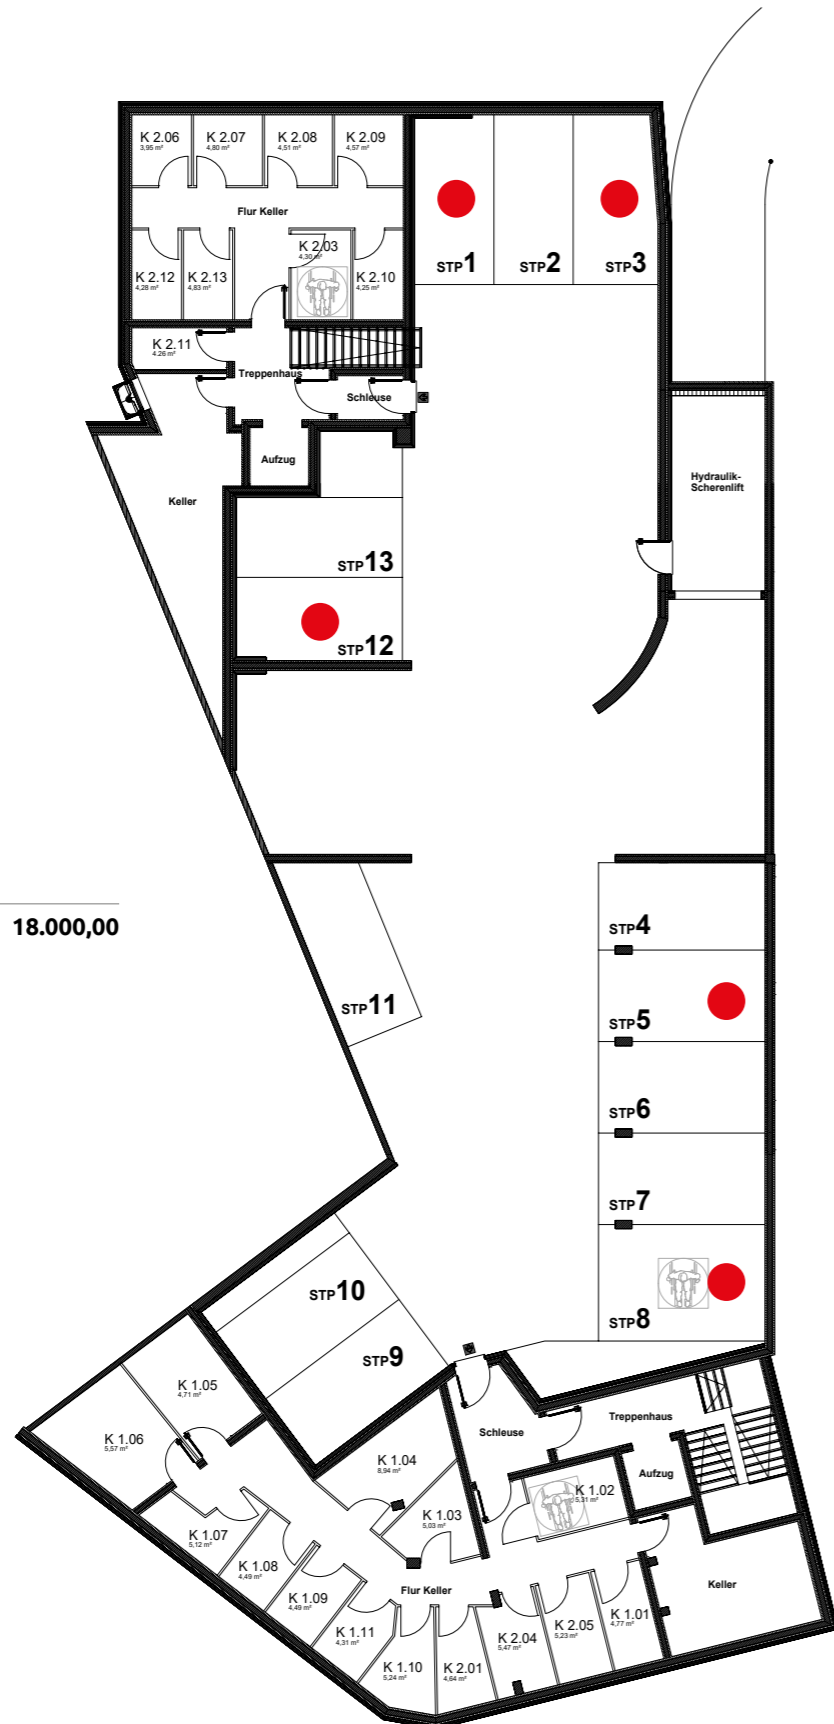 K 2.06
3,95 m²
K 2.07
4,80 m²
K 2.08
4,51 m²
K 2.09
4,57 m²
Flur Keller
K 2.12
4,28 m²
K 2.13
4,83 m²
K 2.03
4,30 m²
K 2.10
4,25 m²
STP1
STP2
STP3
K 2.11
4.26 m²
Treppenhaus
Schleuse
Aufzug
Keller
Hydraulik-
Scherenlift
STP13
STP12
18.000,00
STP4
STP11
STP5
STP6
STP7
STP10
STP8
STP9
K 1.05
4,71 m²
K 1.06
5,57 m²
K 1.04
8,94 m²
Schleuse
Treppenhaus
Aufzug
K 1.02
5,31 m²
K 1.03
5,03 m²
K 1.07
5,12 m²
K 1.08
4,49 m²
K 1.09
4,49 m²
Flur Keller
Keller
K 1.11
4,31 m²
K 1.10
5,24 m²
K 2.01
4,64 m²
K 2.04
5,47 m²
K 2.05
5,23 m²
K 1.01
4,77 m²